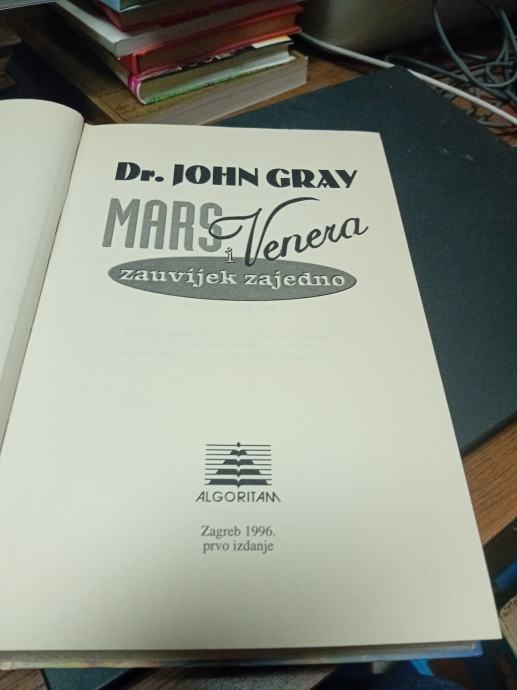 Dr. JOHN GRAY
MARS i Venera
zauvijek zajedno
ALGORITAM
Zagreb 1996.
prvo izdanje